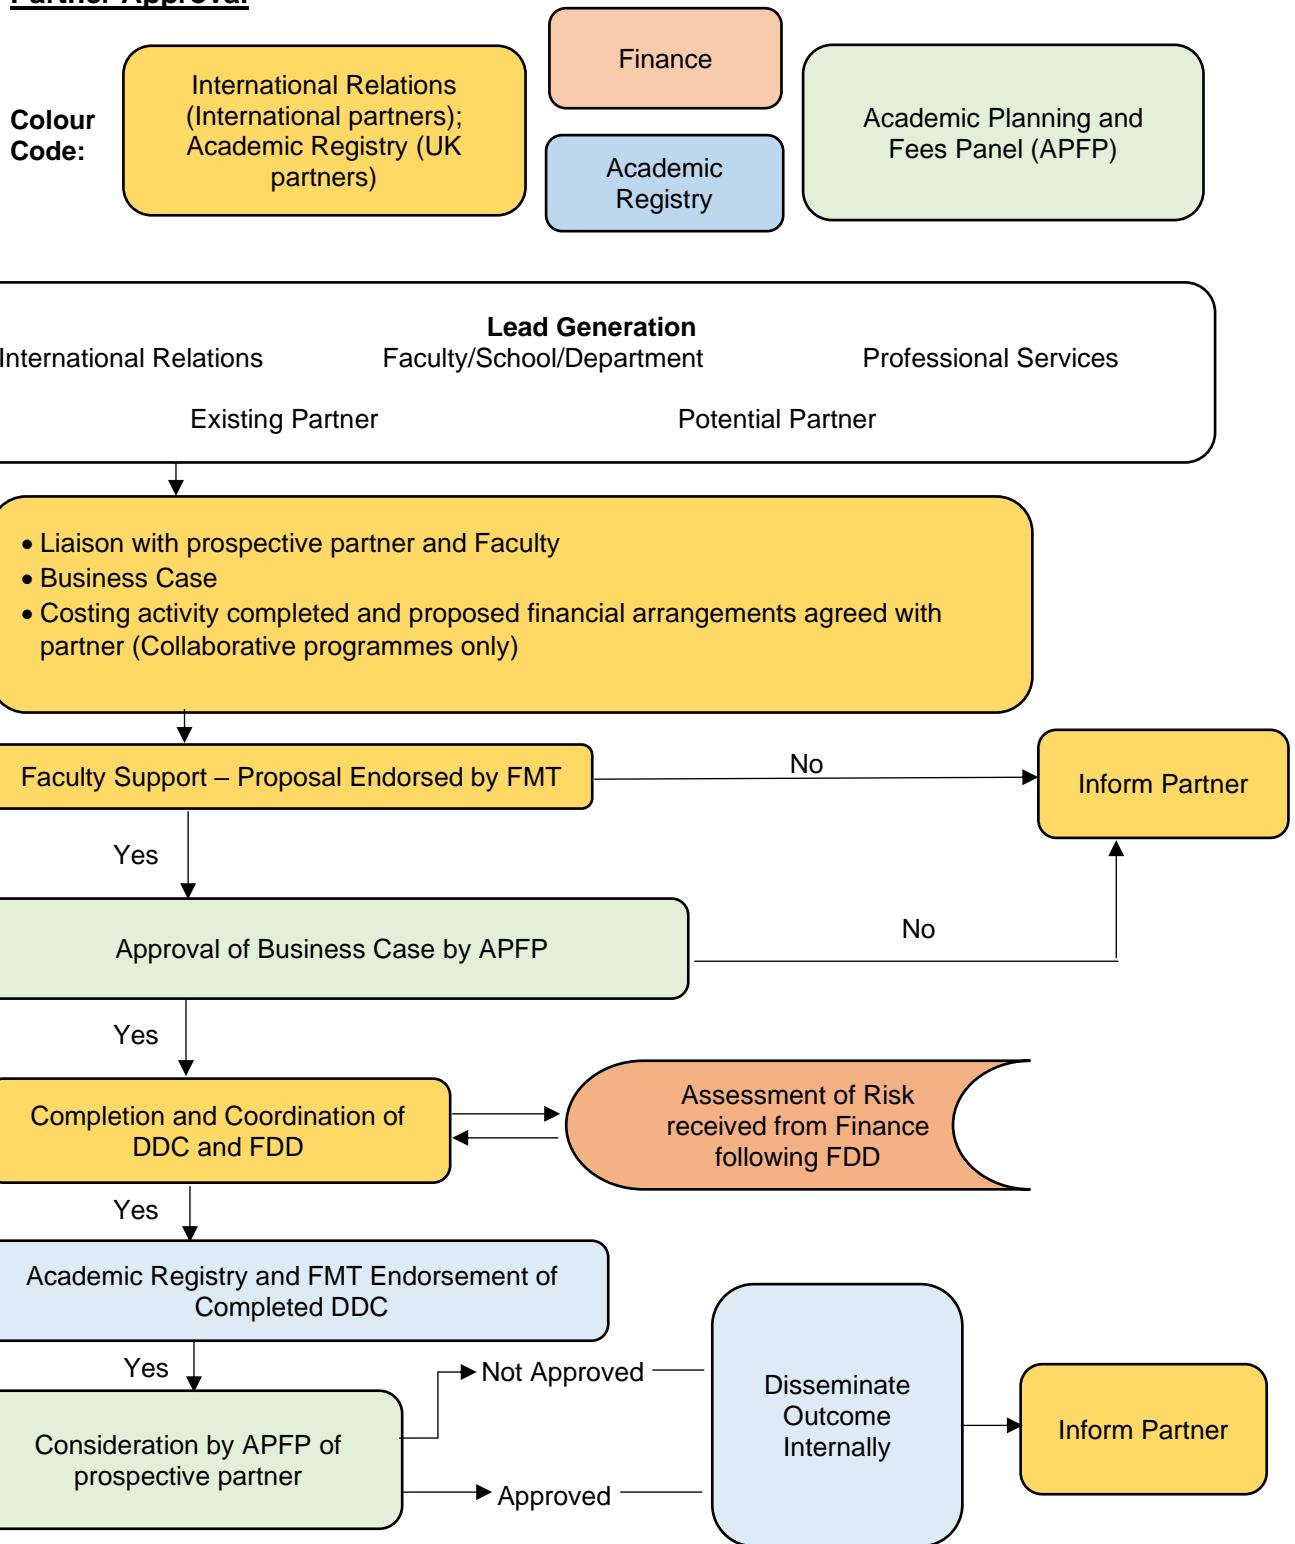 Partner Approval
International Relations
(International partners);
Academic Registry (UK
partners)
Finance
Academic
Registry
Academic Planning and
Fees Panel (APFP)
Colour
Code:
Lead Generation
International Relations Faculty/School/Department Professional Services
Existing Partner Potential Partner
• Liaison with prospective partner and Faculty
• Business Case
• Costing activity completed and proposed financial arrangements agreed with
partner (Collaborative programmes only)
Faculty Support – Proposal Endorsed by FMT
No
Inform Partner
Yes
Approval of Business Case by APFP
No
Yes
Completion and Coordination of
DDC and FDD
Assessment of Risk
received from Finance
following FDD
Yes
Academic Registry and FMT Endorsement of
Completed DDC
Yes
Consideration by APFP of
prospective partner
Not Approved
Approved
Disseminate
Outcome
Internally
Inform Partner